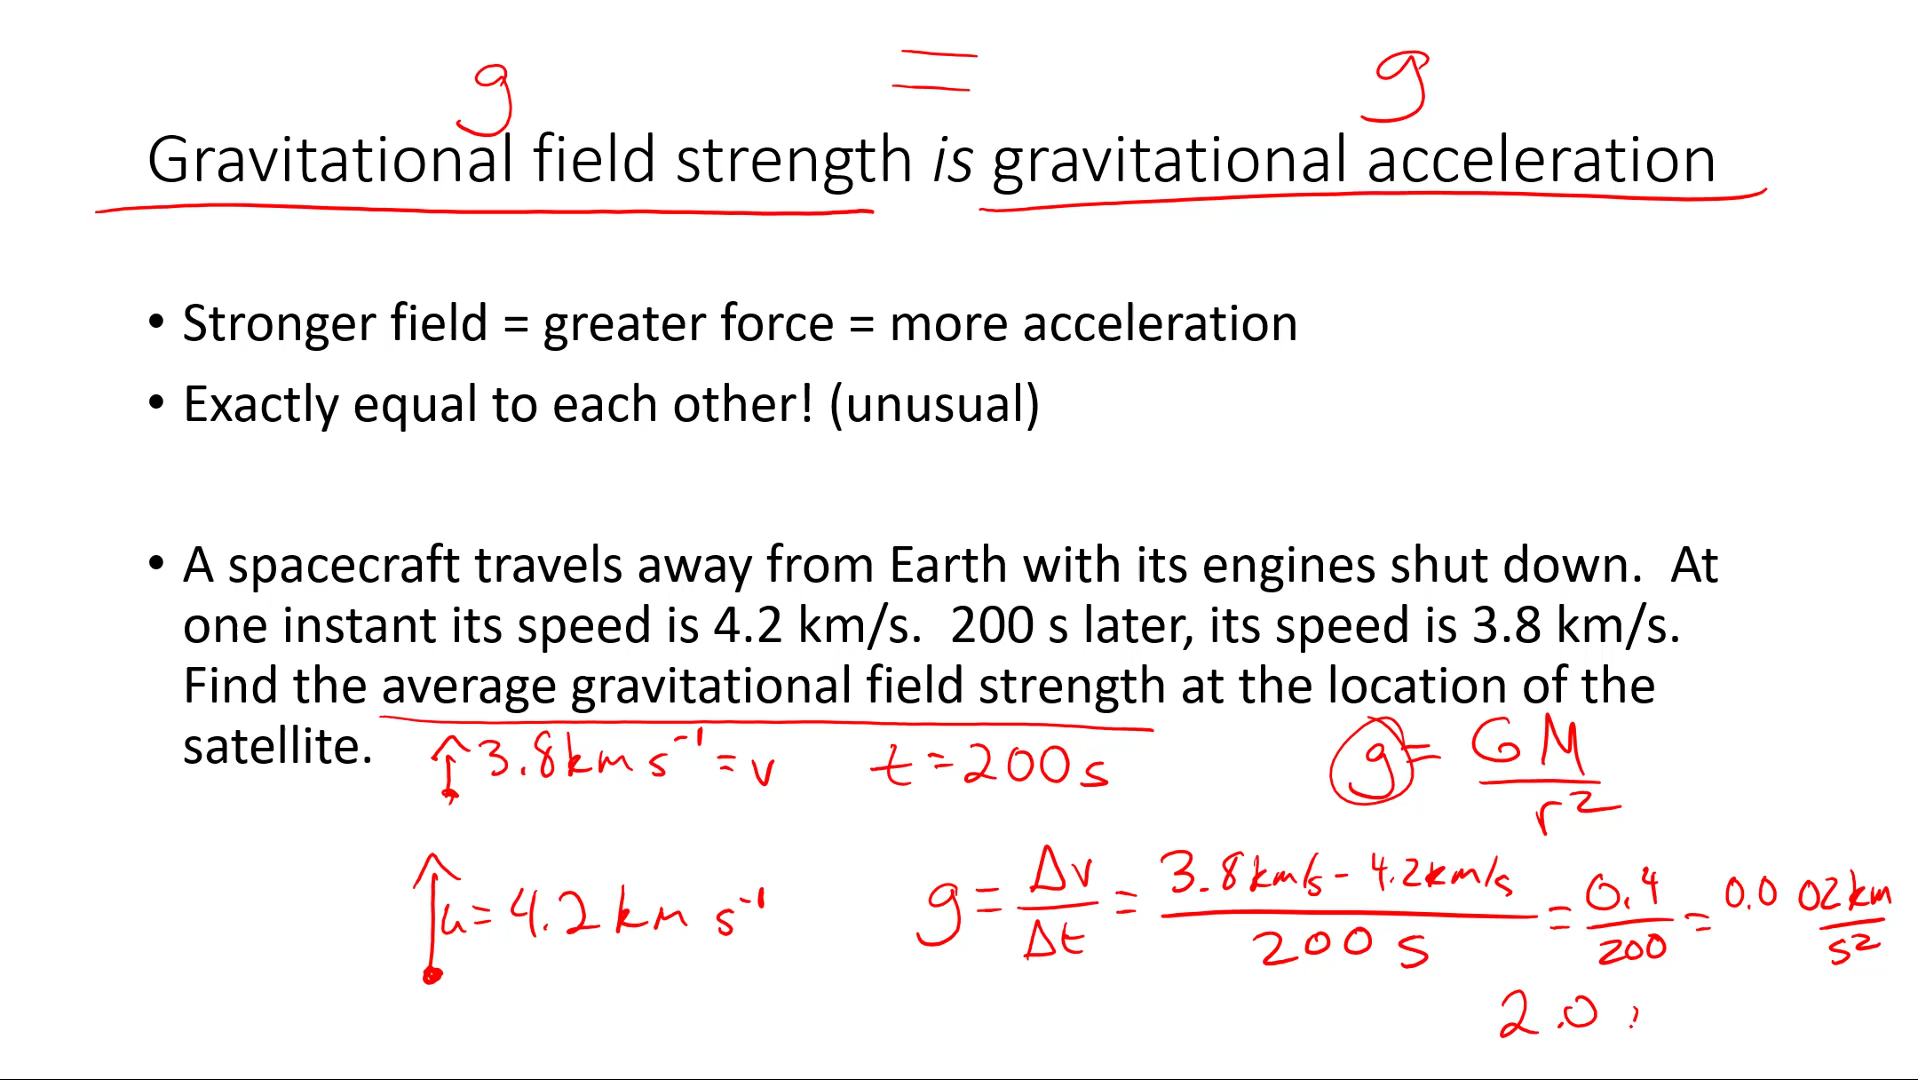 g = g
Gravitational field strength is gravitational acceleration
• Stronger field = greater force = more acceleration
• Exactly equal to each other! (unusual)
• A spacecraft travels away from Earth with its engines shut down. At
one instant its speed is 4.2 km/s. 200 s later, its speed is 3.8 km/s.
Find the average gravitational field strength at the location of the
satellite.
3.8 km s⁻¹ = v
t = 200 s
g = GM/r²
u = 4.2 km s⁻¹
g = Δv/Δt = 3.8 km/s - 4.2 km/s / 200 s = 0.4/200 = 0.002 km/s²
2.0